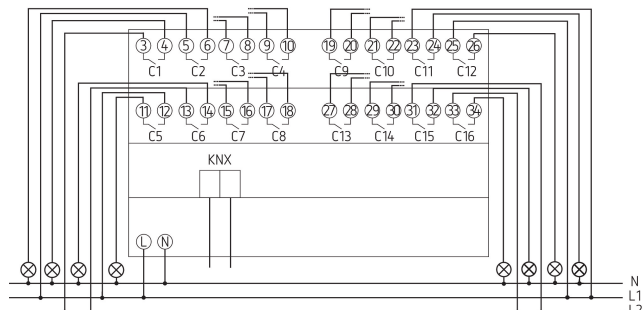 3 4 5 6 7 8 9 10 19 20 21 22 23 24 25 26
C1 C2 C3 C4 C9 C10 C11 C12
11 12 13 14 15 16 17 18 27 28 29 30 31 32 33 34
C5 C6 C7 C8 C13 C14 C15 C16
KNX
L N
N
L1
L2